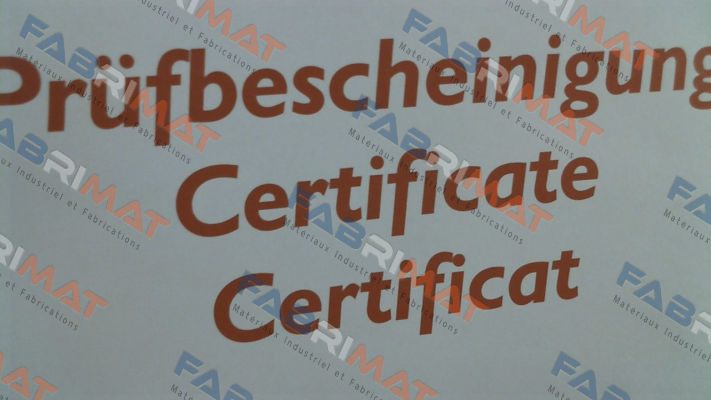 Prüfbescheinigung
Certificate
Certificat
FABRIMAT
Materiaux Industriel et Fabrications